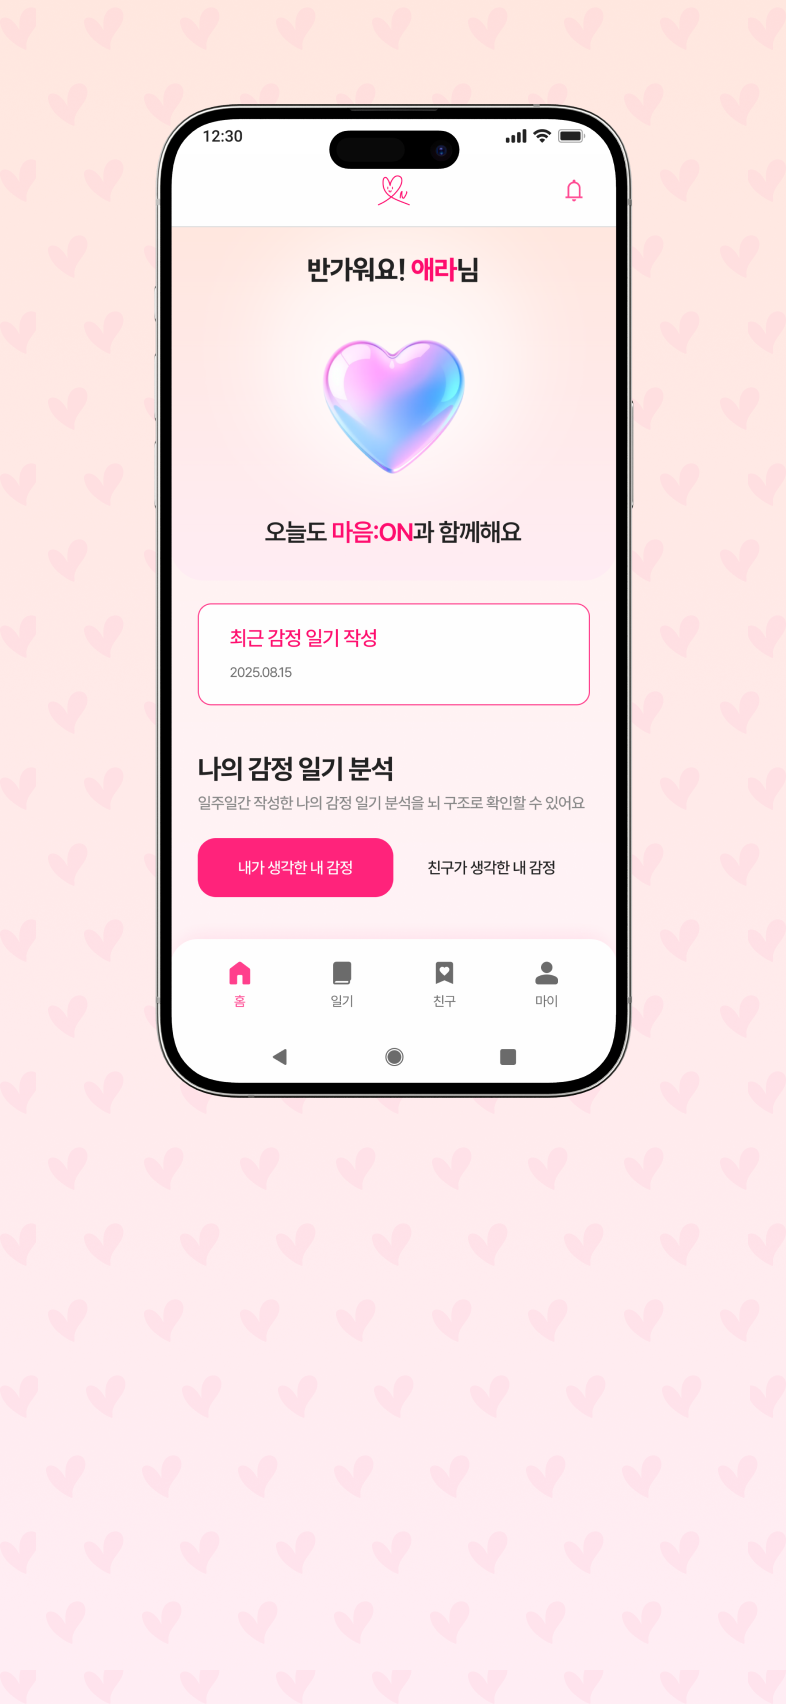 12:30
반가워요! 애라님
오늘도 마음:ON과 함께해요
최근 감정 일기 작성
2025.08.15
나의 감정 일기 분석
일주일간 작성한 나의 감정 일기 분석을 뇌 구조로 확인할 수 있어요
내가 생각한 내 감정
친구가 생각한 내 감정
홈
일기
친구
마이